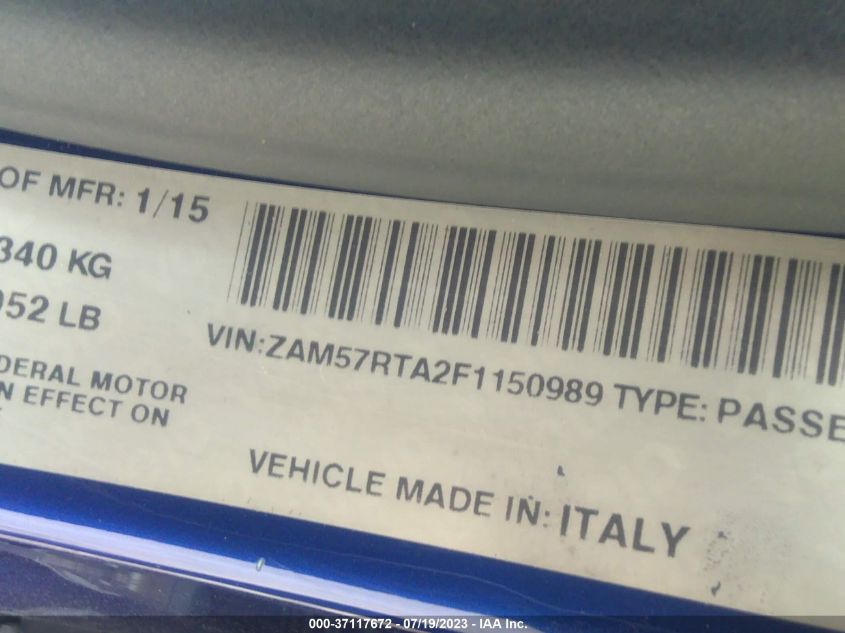 OF MFR: 1/15
340 KG
052 LB
VIN:ZAM57RTA2F1150989 TYPE: PASSE
DERAL MOTOR
N EFFECT ON
VEHICLE MADE IN: ITALY
000-37117672 - 07/19/2023 - IAA Inc.